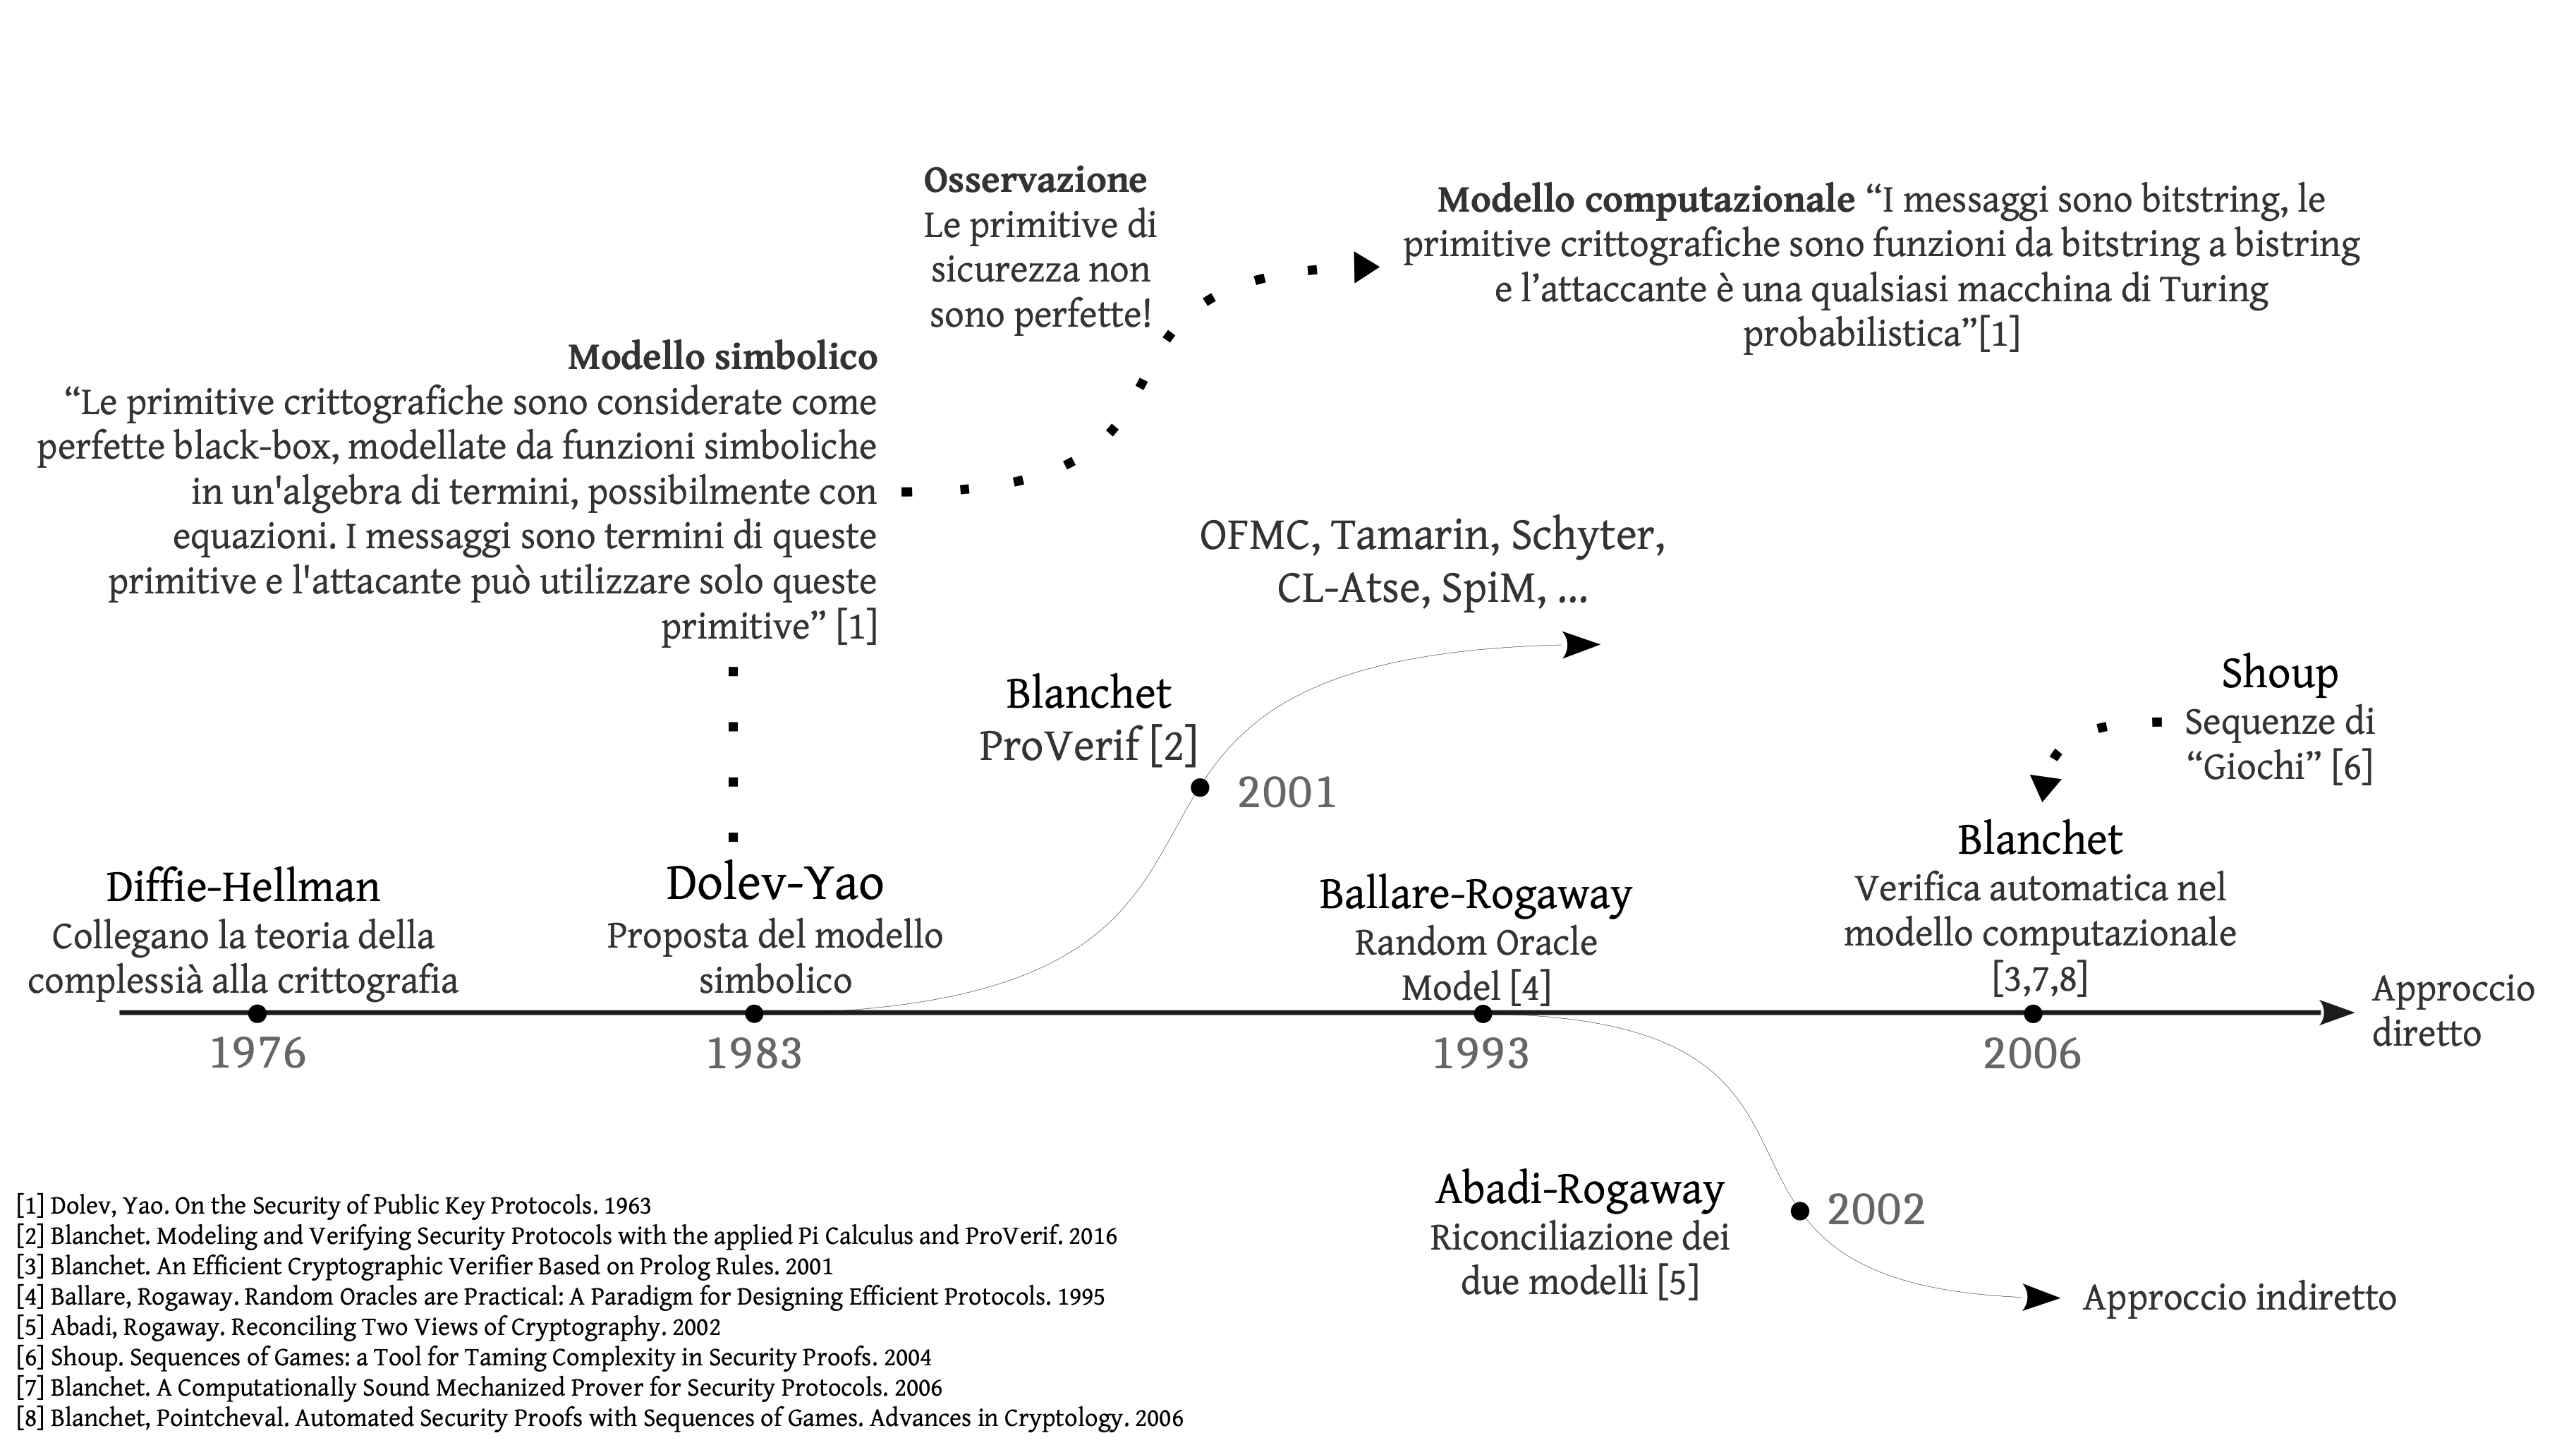 Osservazione
Le primitive di
sicurezza non
sono perfette!
Modello computazionale “I messaggi sono bitstring, le
primitive crittografiche sono funzioni da bitstring a bistring
e l’attaccante è una qualsiasi macchina di Turing
probabilistica”[1]
Modello simbolico
“Le primitive crittografiche sono considerate come
perfette black-box, modellate da funzioni simboliche
in un'algebra di termini, possibilmente con
equazioni. I messaggi sono termini di queste
primitive e l'attacante può utilizzare solo queste
primitive” [1]
OFMC, Tamarin, Schyter,
CL-Atse, SpiM, ...
Blanchet
ProVerif [2]
2001
Shoup
Sequenze di
“Giochi” [6]
Diffie-Hellman
Collegano la teoria della
complessià alla crittografia
1976
Dolev-Yao
Proposta del modello
simbolico
1983
Ballare-Rogaway
Random Oracle
Model [4]
1993
Blanchet
Verifica automatica nel
modello computazionale
[3,7,8]
2006
Approccio
diretto
Abadi-Rogaway
Riconciliazione dei
due modelli [5]
2002
Approccio indiretto
[1] Dolev, Yao. On the Security of Public Key Protocols. 1963
[2] Blanchet. Modeling and Verifying Security Protocols with the applied Pi Calculus and ProVerif. 2016
[3] Blanchet. An Efficient Cryptographic Verifier Based on Prolog Rules. 2001
[4] Ballare, Rogaway. Random Oracles are Practical: A Paradigm for Designing Efficient Protocols. 1995
[5] Abadi, Rogaway. Reconciling Two Views of Cryptography. 2002
[6] Shoup. Sequences of Games: a Tool for Taming Complexity in Security Proofs. 2004
[7] Blanchet. A Computationally Sound Mechanized Prover for Security Protocols. 2006
[8] Blanchet, Pointcheval. Automated Security Proofs with Sequences of Games. Advances in Cryptology. 2006